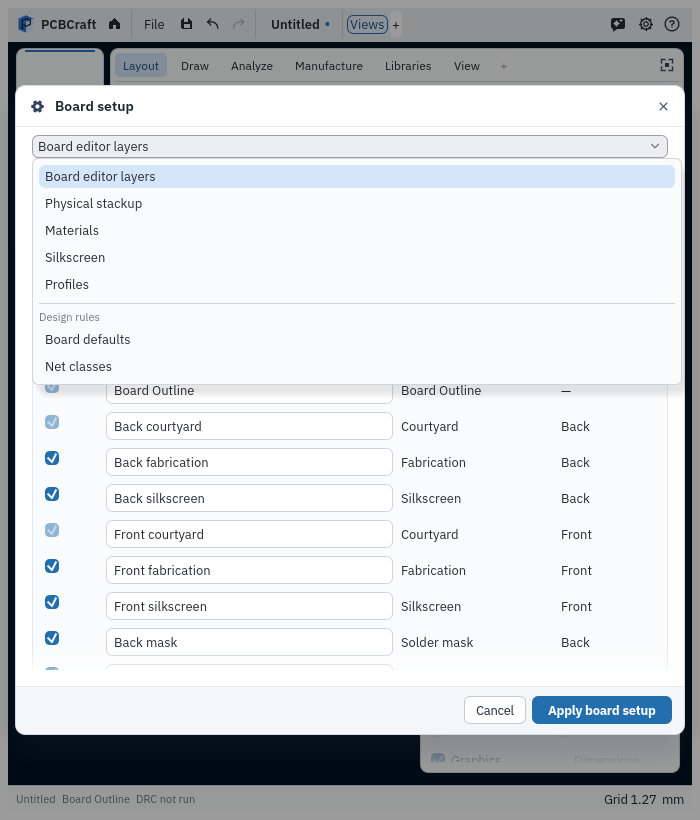 PCBCraft File Untitled • Views +
Layout Draw Analyze Manufacture Libraries View +
Board setup
Board editor layers
Board editor layers
Physical stackup
Materials
Silkscreen
Profiles
Design rules
Board defaults
Net classes
Board Outline Board Outline —
Back courtyard Courtyard Back
Back fabrication Fabrication Back
Back silkscreen Silkscreen Back
Front courtyard Courtyard Front
Front fabrication Fabrication Front
Front silkscreen Silkscreen Front
Back mask Solder mask Back
Cancel Apply board setup
Graphics Dimensions
Untitled Board Outline DRC not run Grid 1.27 mm